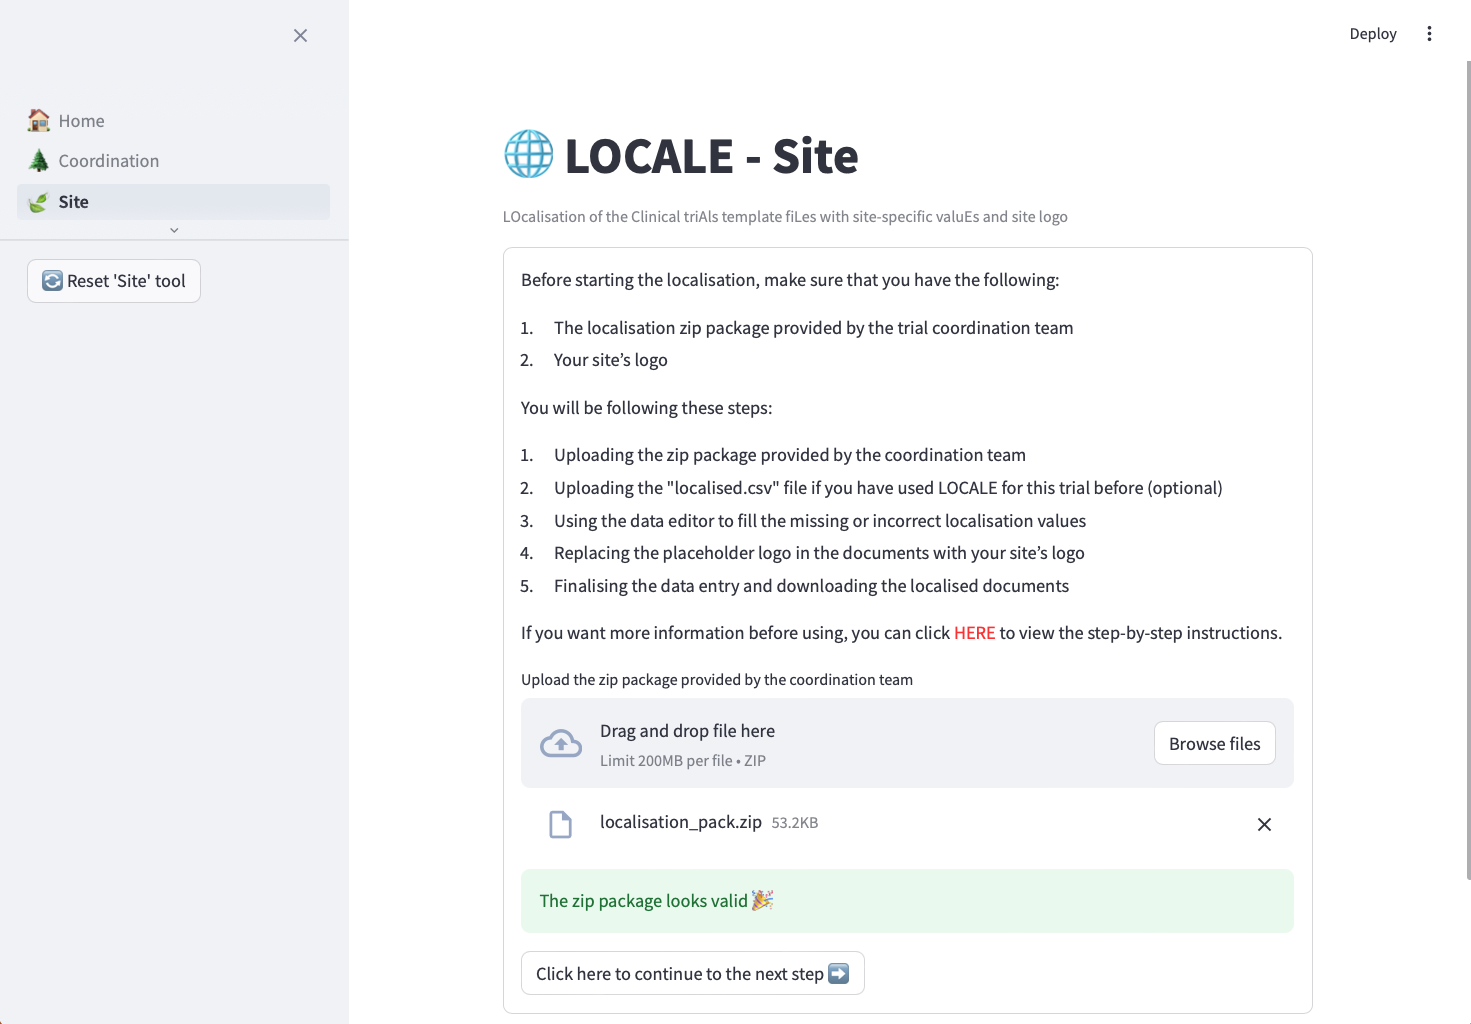 Deploy
Home
Coordination
Site
Reset 'Site' tool
LOCALE - Site
LOcalisation of the Clinical triAls template fiLes with site-specific valuEs and site logo
Before starting the localisation, make sure that you have the following:
1. The localisation zip package provided by the trial coordination team
2. Your site’s logo
You will be following these steps:
1. Uploading the zip package provided by the coordination team
2. Uploading the "localised.csv" file if you have used LOCALE for this trial before (optional)
3. Using the data editor to fill the missing or incorrect localisation values
4. Replacing the placeholder logo in the documents with your site’s logo
5. Finalising the data entry and downloading the localised documents
If you want more information before using, you can click HERE to view the step-by-step instructions.
Upload the zip package provided by the coordination team
Drag and drop file here
Limit 200MB per file • ZIP
Browse files
localisation_pack.zip 53.2KB
The zip package looks valid 🎉
Click here to continue to the next step ➡️